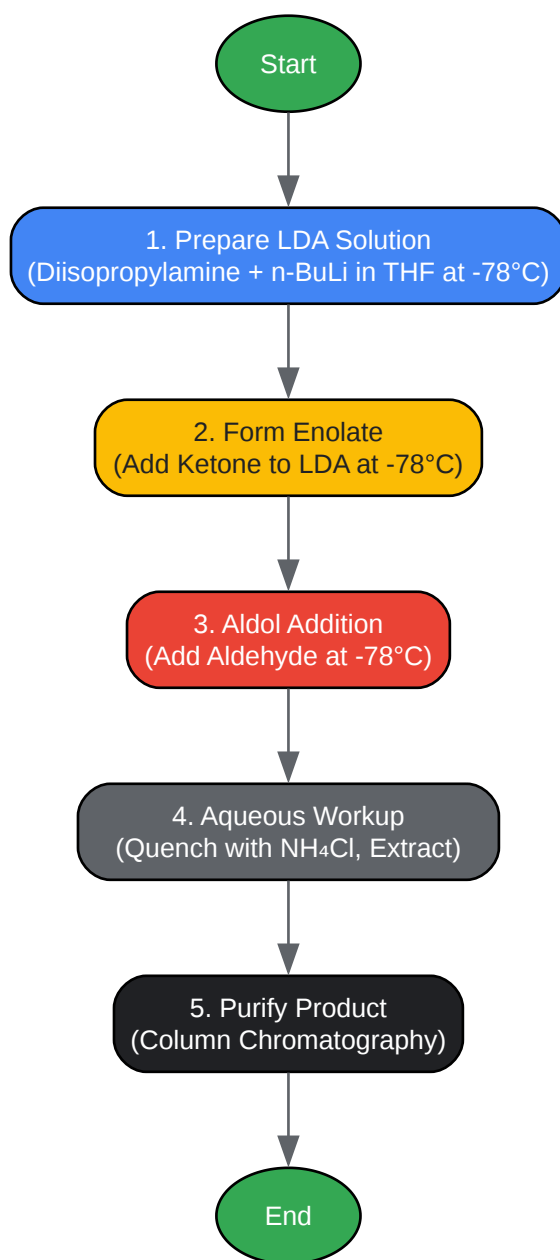 Start
1. Prepare LDA Solution
(Diisopropylamine + n-BuLi in THF at -78°C)
2. Form Enolate
(Add Ketone to LDA at -78°C)
3. Aldol Addition
(Add Aldehyde at -78°C)
4. Aqueous Workup
(Quench with NH₄Cl, Extract)
5. Purify Product
(Column Chromatography)
End